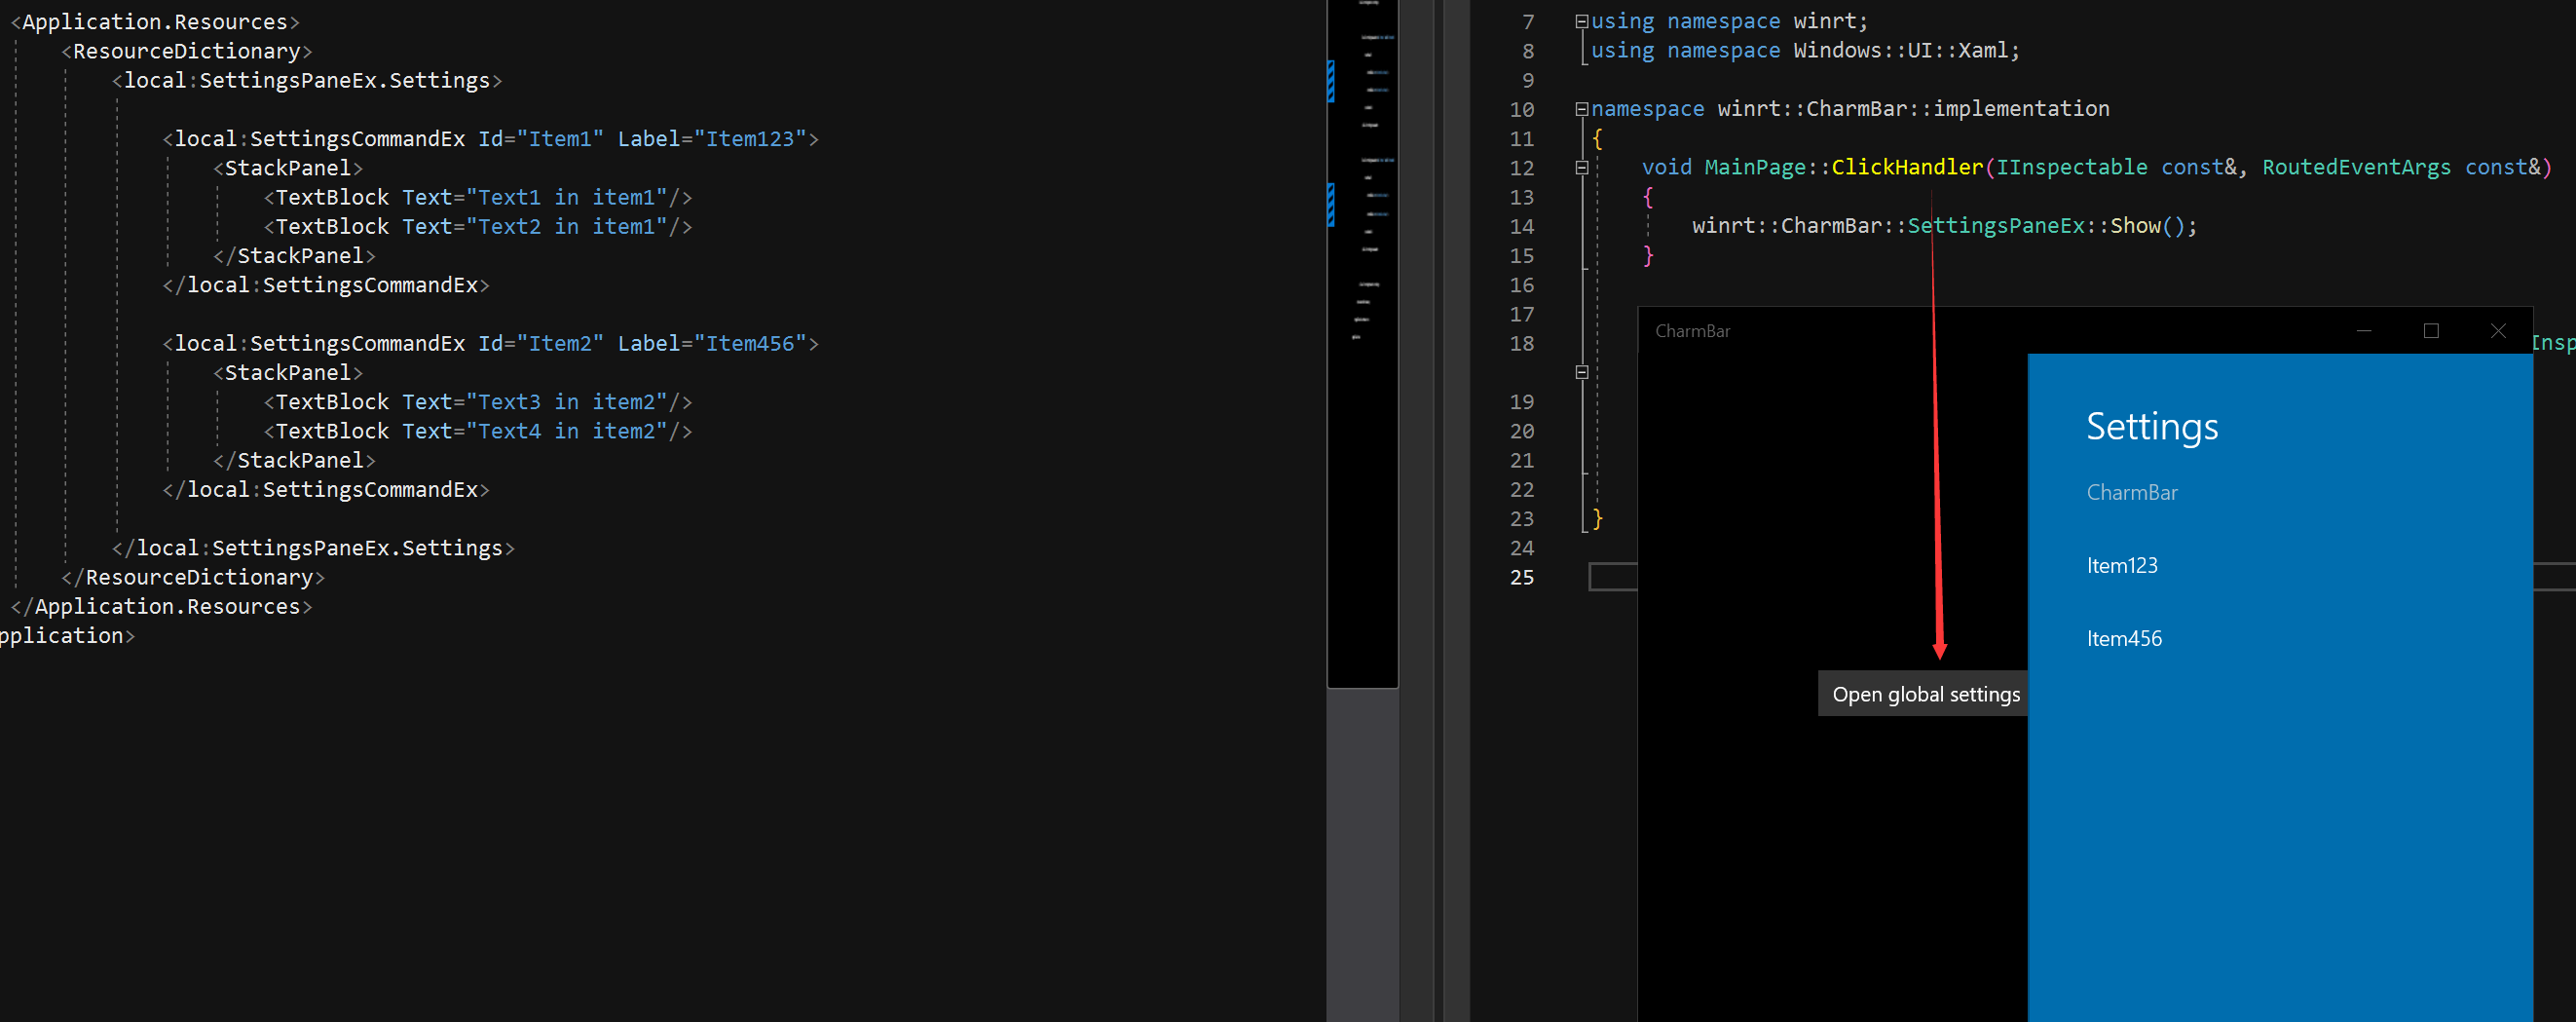 <Application.Resources>
<ResourceDictionary>
<local:SettingsPaneEx.Settings>
<local:SettingsCommandEx Id="Item1" Label="Item123">
<StackPanel>
<TextBlock Text="Text1 in item1"/>
<TextBlock Text="Text2 in item1"/>
</StackPanel>
</local:SettingsCommandEx>
<local:SettingsCommandEx Id="Item2" Label="Item456">
<StackPanel>
<TextBlock Text="Text3 in item2"/>
<TextBlock Text="Text4 in item2"/>
</StackPanel>
</local:SettingsCommandEx>
</local:SettingsPaneEx.Settings>
</ResourceDictionary>
</Application.Resources>
pplication>
7 using namespace winrt;
8 using namespace Windows::UI::Xaml;
9
10 namespace winrt::CharmBar::implementation
11 {
12 void MainPage::ClickHandler(IInspectable const&, RoutedEventArgs const&)
13 {
14 winrt::CharmBar::SettingsPaneEx::Show();
15 }
16
17
18 Insp
19
20
21
22
23 }
24
25
CharmBar
Settings
CharmBar
Item123
Item456
Open global settings